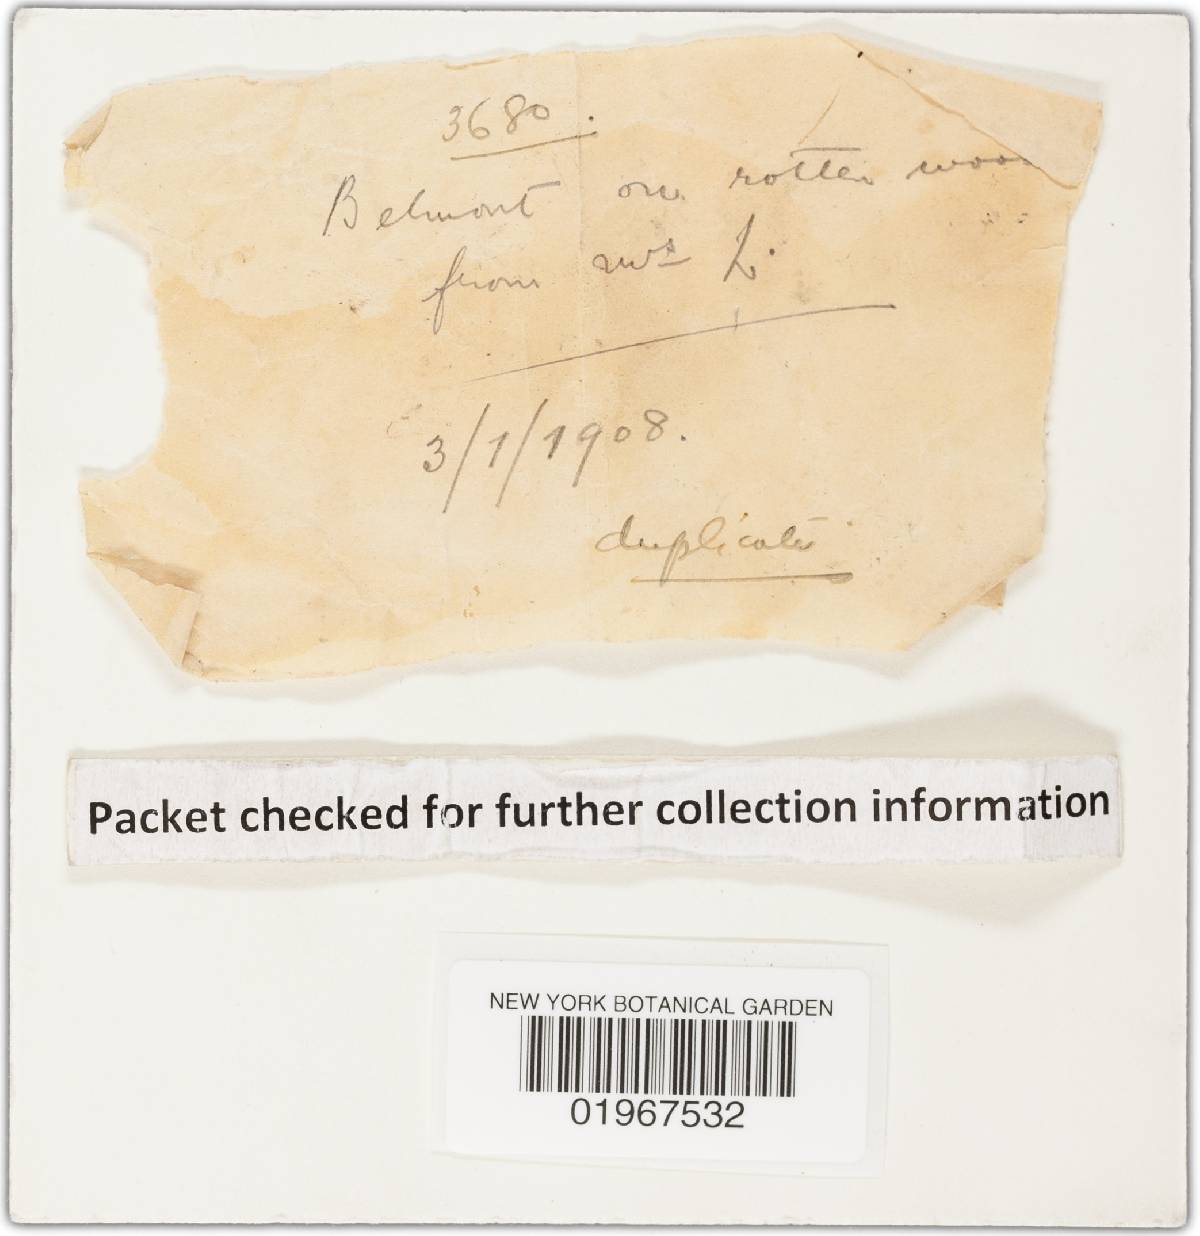 3680.
Belmont on rotten wood
from Mrs L.
3/1/1908.
duplicate
Packet checked for further collection information
NEW YORK BOTANICAL GARDEN
01967532